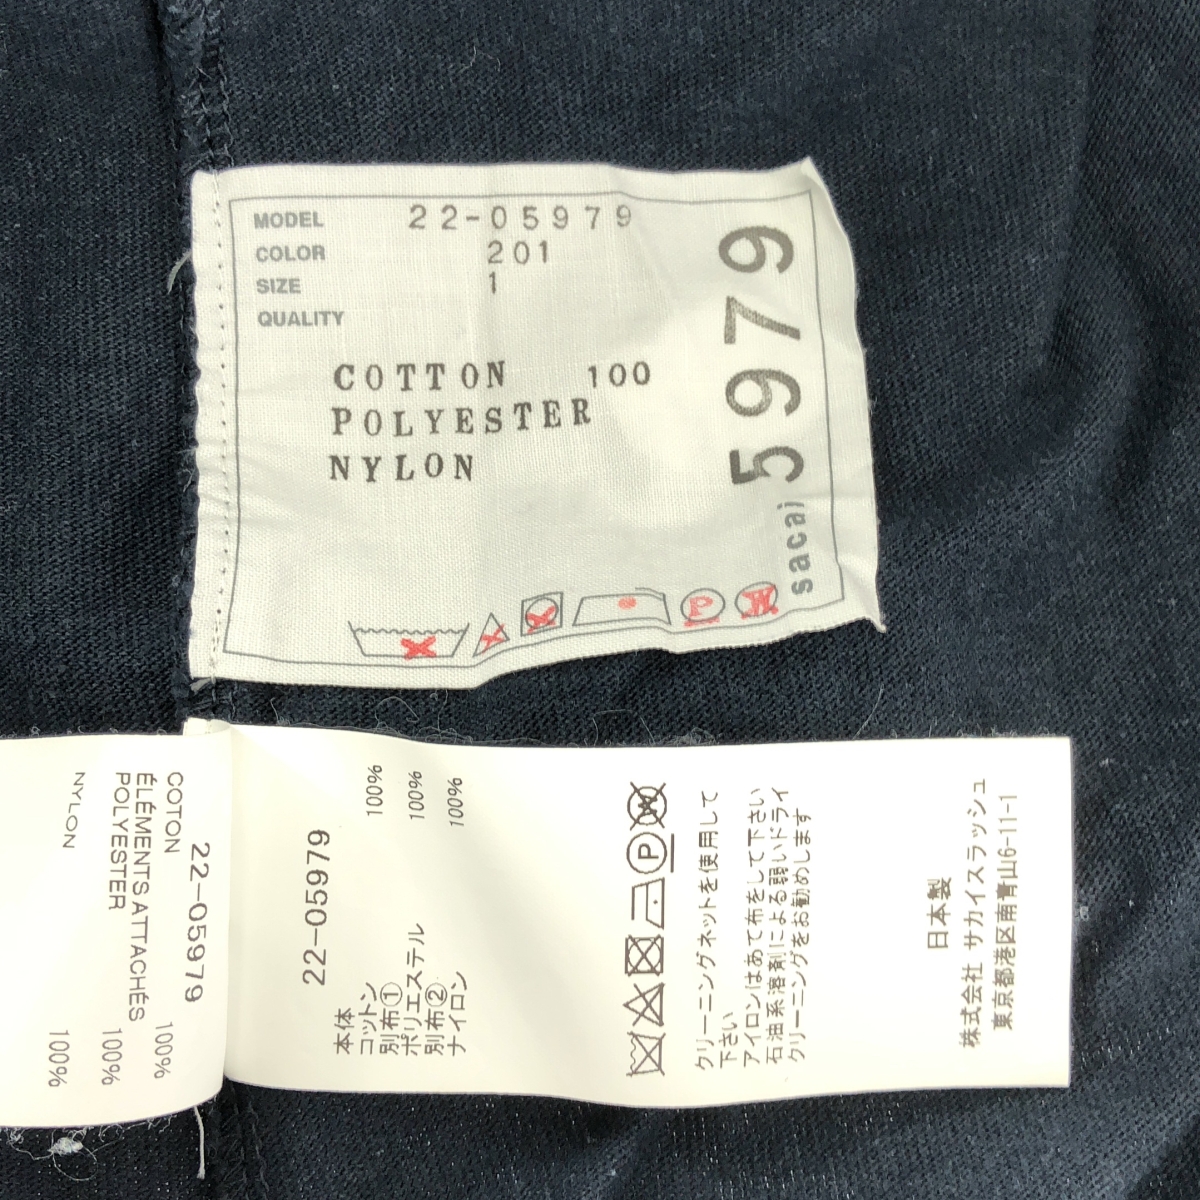 MODEL 22-05979
COLOR 201
SIZE 1
QUALITY
COTTON 100
POLYESTER
NYLON
5979
sacai
P
W
22-05979
COTON 100%
ÉLÉMENTS ATTACHÉS
POLYESTER 100%
NYLON 100%
22-05979
本体
コットン 100%
別布①
ポリエステル 100%
別布②
ナイロン 100%
P
W
クリーニングネットを使用して
下さい
アイロンはあて布をして下さい
石油系溶剤による弱いドライ
クリーニングをお勧めします
日本製
株式会社 サカイスラッシュ
東京都港区南青山6-11-1